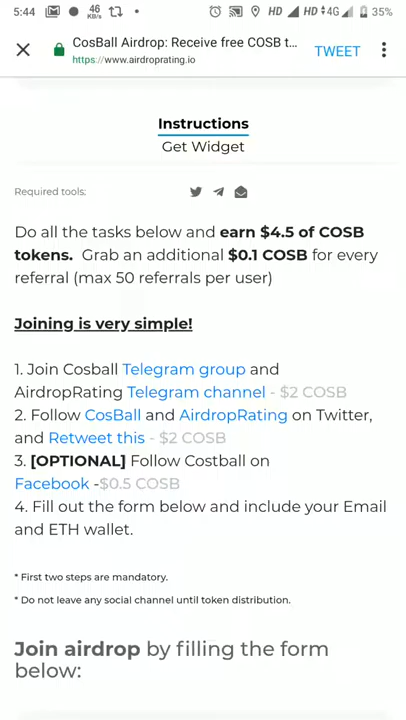 5:44 46 KB/s HD HD 4G 35%
CosBall Airdrop: Receive free COSB t...
https://www.airdroprating.io
TWEET
Instructions
Get Widget
Required tools:
Do all the tasks below and earn $4.5 of COSB
tokens. Grab an additional $0.1 COSB for every
referral (max 50 referrals per user)
Joining is very simple!
1. Join Cosball Telegram group and
AirdropRating Telegram channel - $2 COSB
2. Follow CosBall and AirdropRating on Twitter,
and Retweet this - $2 COSB
3. [OPTIONAL] Follow Costball on
Facebook -$0.5 COSB
4. Fill out the form below and include your Email
and ETH wallet.
* First two steps are mandatory.
* Do not leave any social channel until token distribution.
Join airdrop by filling the form
below: